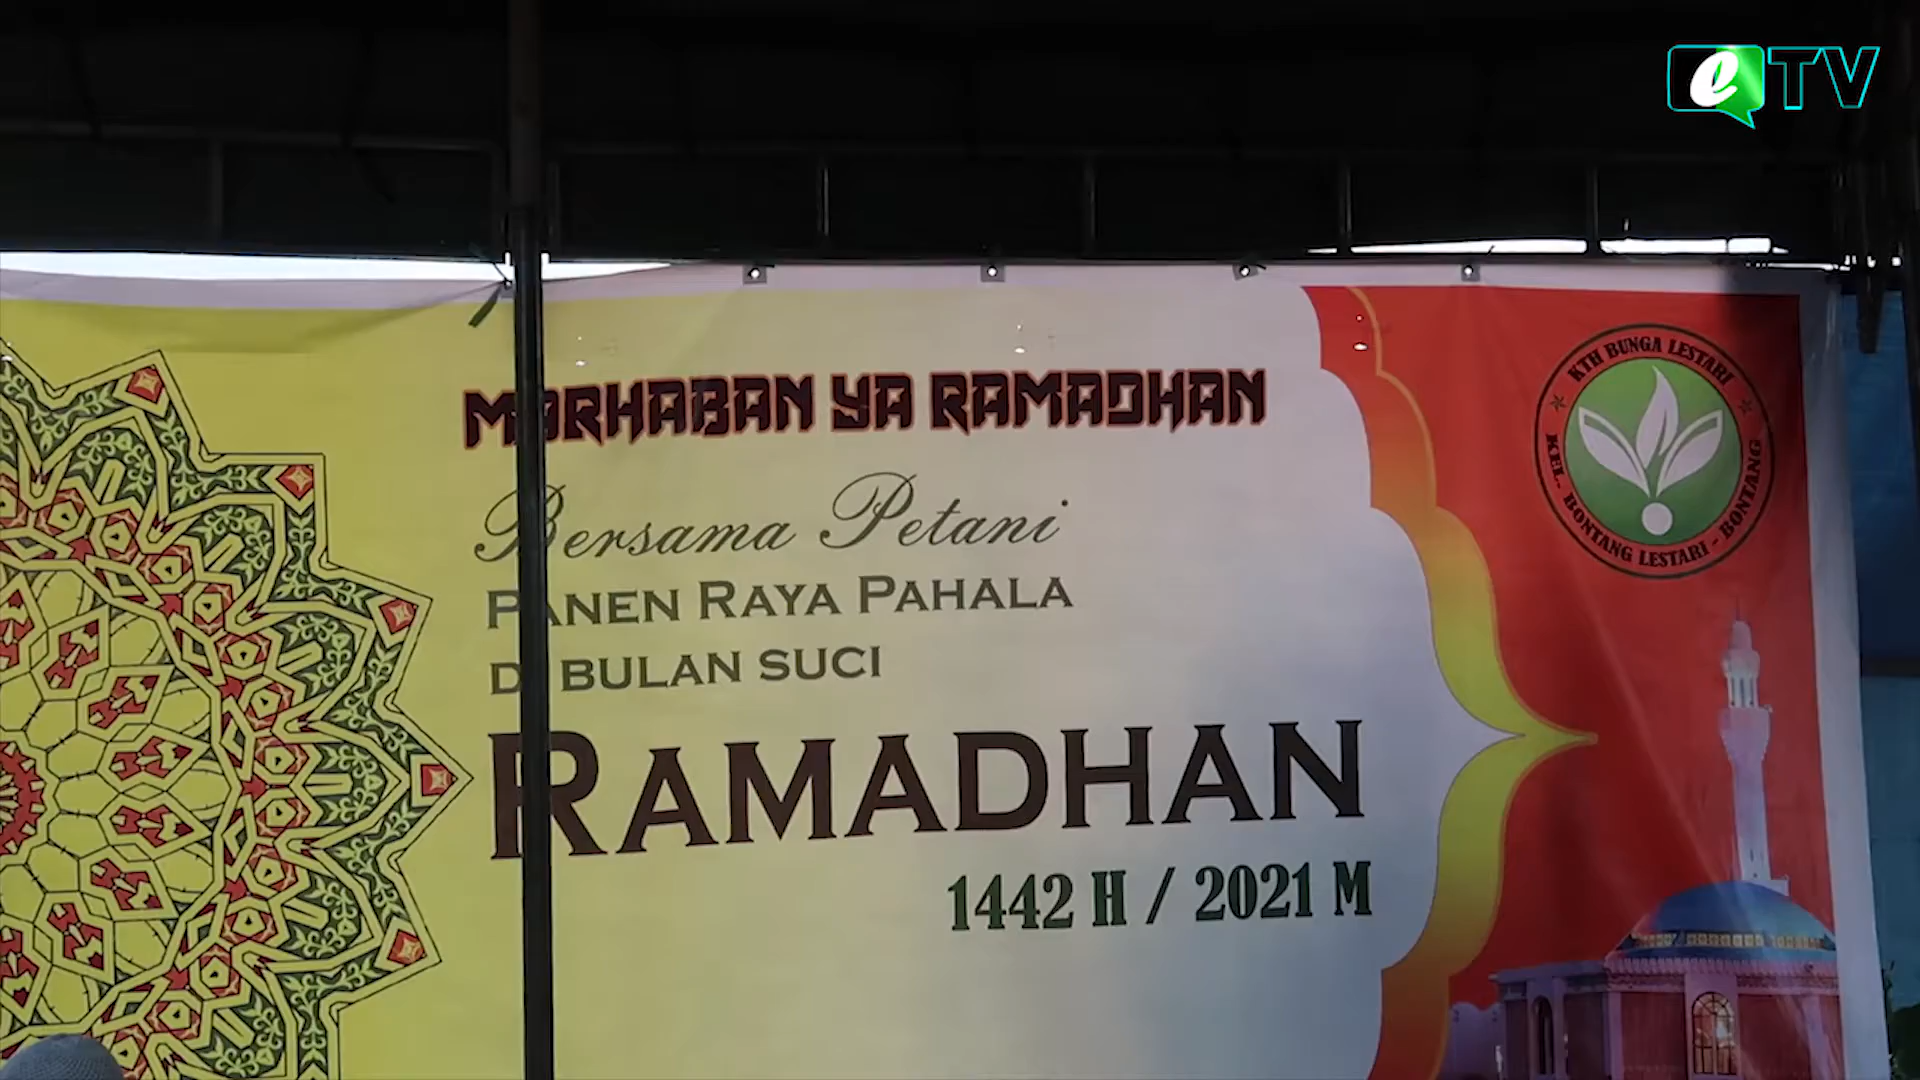 eTV
MARHABAN YA RAMADHAN
Bersama Petani
PANEN RAYA PAHALA
DI BULAN SUCI
RAMADHAN
1442 H / 2021 M
KTH BUNGA LESTARI
KEL. BONTANG LESTARI - BONTANG